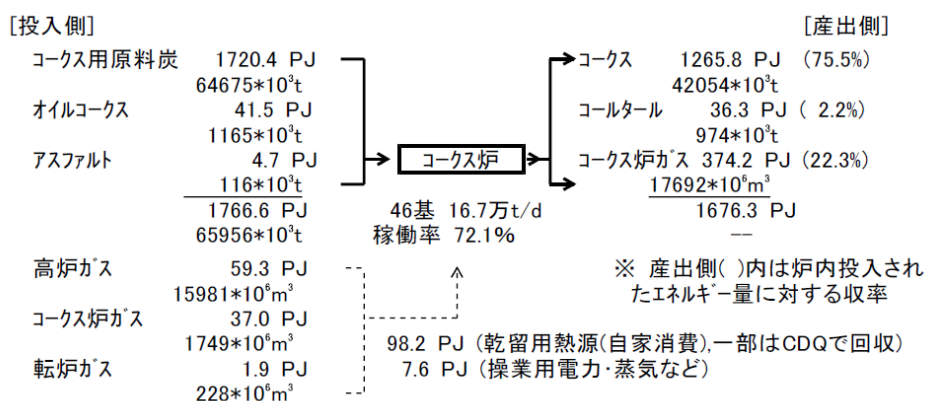 [投入側] [産出側]
コークス用原料炭 1720.4 PJ コークス 1265.8 PJ (75.5%)
64675*10³t 42054*10³t
オイルコークス 41.5 PJ コールタール 36.3 PJ ( 2.2%)
1165*10³t 974*10³t
アスファルト 4.7 PJ コークス炉 コークス炉ガス 374.2 PJ (22.3%)
116*10³t 17692*10⁶m³
1766.6 PJ 46基 16.7万t/d 1676.3 PJ
65956*10³t 稼働率 72.1% --
高炉ガス 59.3 PJ ※ 産出側( )内は炉内投入され
15981*10⁶m³ たエネルギー量に対する収率
コークス炉ガス 37.0 PJ
1749*10⁶m³ 98.2 PJ (乾留用熱源(自家消費),一部はCDQで回収)
転炉ガス 1.9 PJ 7.6 PJ (操業用電力・蒸気など)
228*10⁶m³